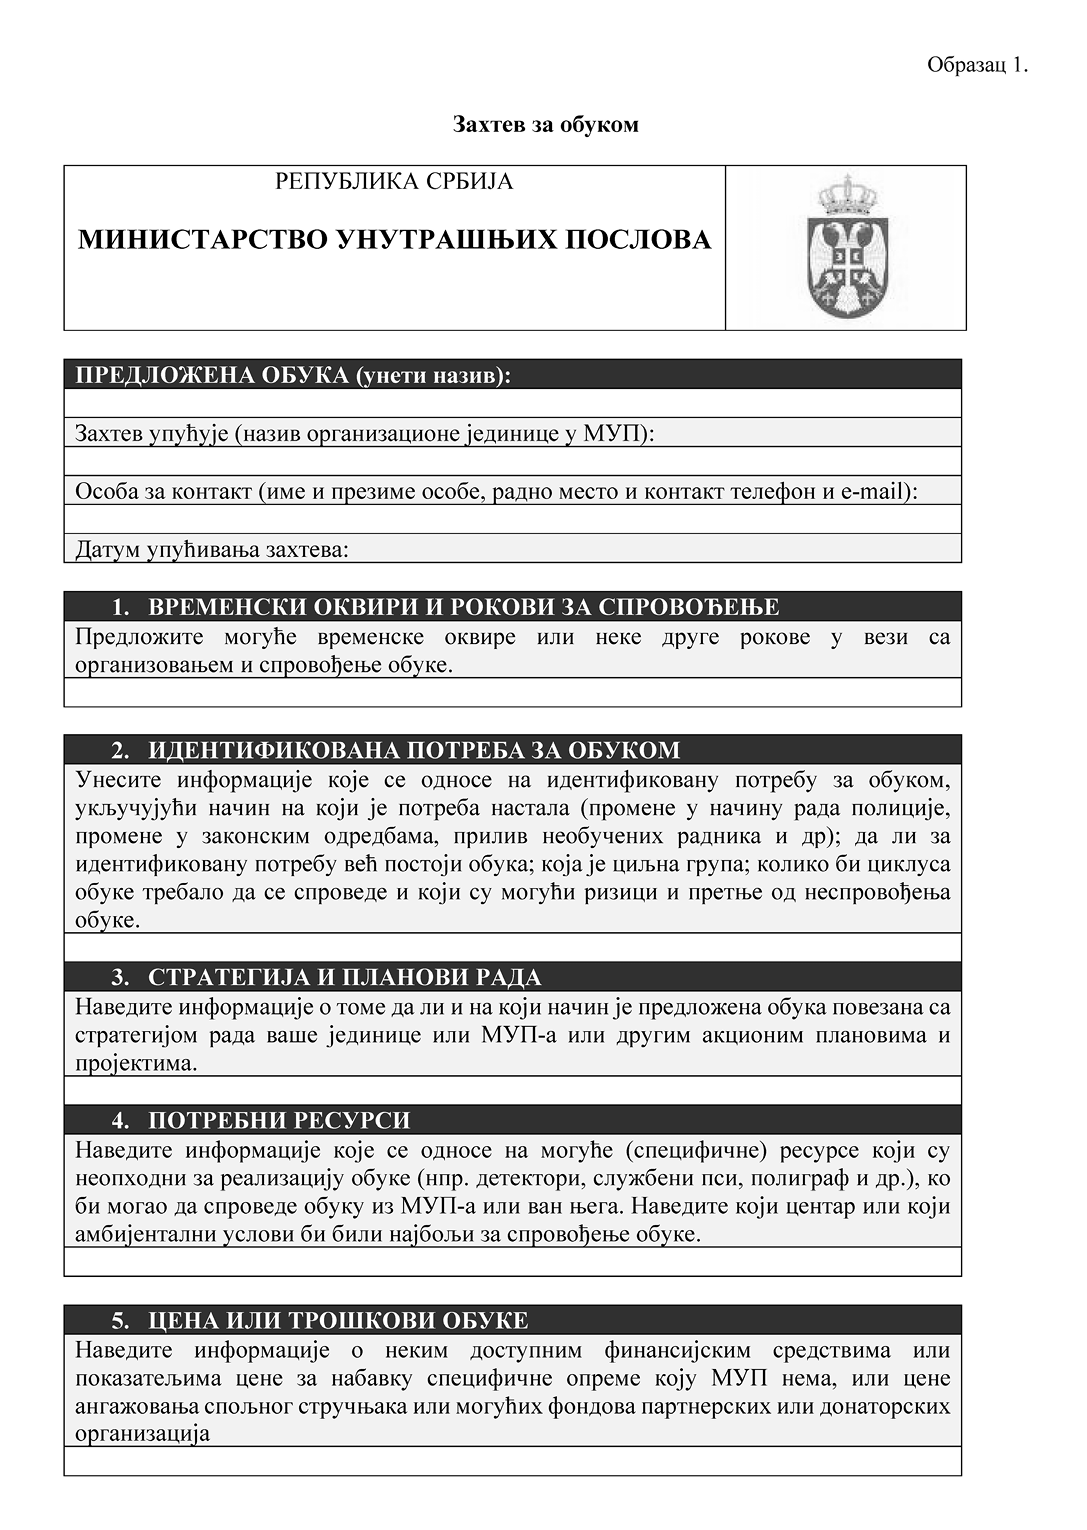 Образац 1.
Захтев за обуком
РЕПУБЛИКА СРБИЈА
МИНИСТАРСТВО УНУТРАШЊИХ ПОСЛОВА
ПРЕДЛОЖЕНА ОБУКА (унети назив):
Захтев упућује (назив организационе јединице у МУП):
Особа за контакт (име и презиме особе, радно место и контакт телефон и e-mail):
Датум упућивања захтева:
1. ВРЕМЕНСКИ ОКВИРИ И РОКОВИ ЗА СПРОВОЂЕЊЕ
Предложите могуће временске оквире или неке друге рокове у вези са
организовањем и спровођење обуке.
2. ИДЕНТИФИКОВАНА ПОТРЕБА ЗА ОБУКОМ
Унесите информације које се односе на идентификовану потребу за обуком,
укључујући начин на који је потреба настала (промене у начину рада полиције,
промене у законским одредбама, прилив необучених радника и др); да ли за
идентификовану потребу већ постоји обука; која је циљна група; колико би циклуса
обуке требало да се спроведе и који су могући ризици и претње од неспровођења
обуке.
3. СТРАТЕГИЈА И ПЛАНОВИ РАДА
Наведите информације о томе да ли и на који начин је предложена обука повезана са
стратегијом рада ваше јединице или МУП-а или другим акционим плановима и
пројектима.
4. ПОТРЕБНИ РЕСУРСИ
Наведите информације које се односе на могуће (специфичне) ресурсе који су
неопходни за реализацију обуке (нпр. детектори, службени пси, полиграф и др.), ко
би могао да спроведе обуку из МУП-а или ван њега. Наведите који центар или који
амбијентални услови би били најбољи за спровођење обуке.
5. ЦЕНА ИЛИ ТРОШКОВИ ОБУКЕ
Наведите информације о неким доступним финансијским средствима или
показатељима цене за набавку специфичне опреме коју МУП нема, или цене
ангажовања спољног стручњака или могућих фондова партнерских или донаторских
организација